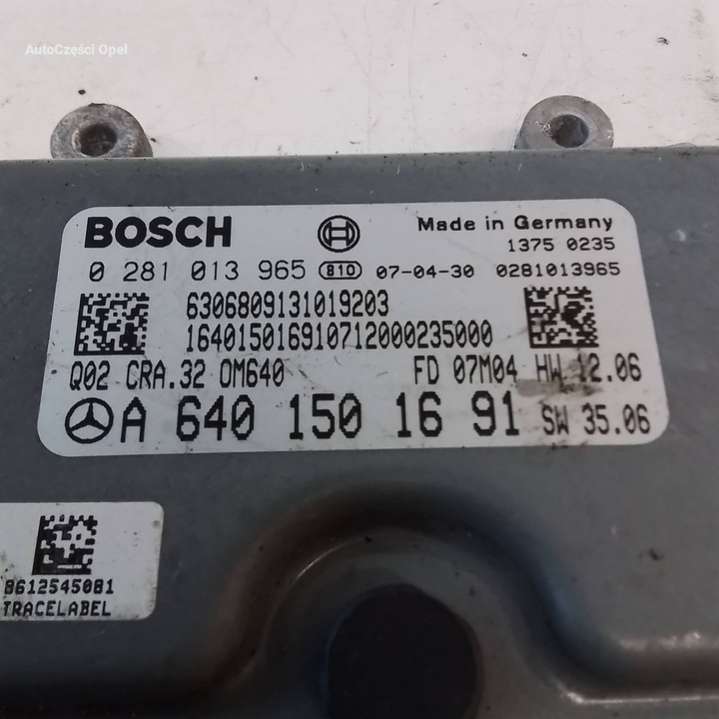 AutoCzęści Opel
BOSCH
Made in Germany
1375 0235
0 281 013 965 810 07-04-30 0281013965
6306809131019203
164015016910712000235000
Q02 CRA.32 OM640 FD 07M04 HW 12.06
A 640 150 16 91 SW 35.06
8612545081
TRACELABEL